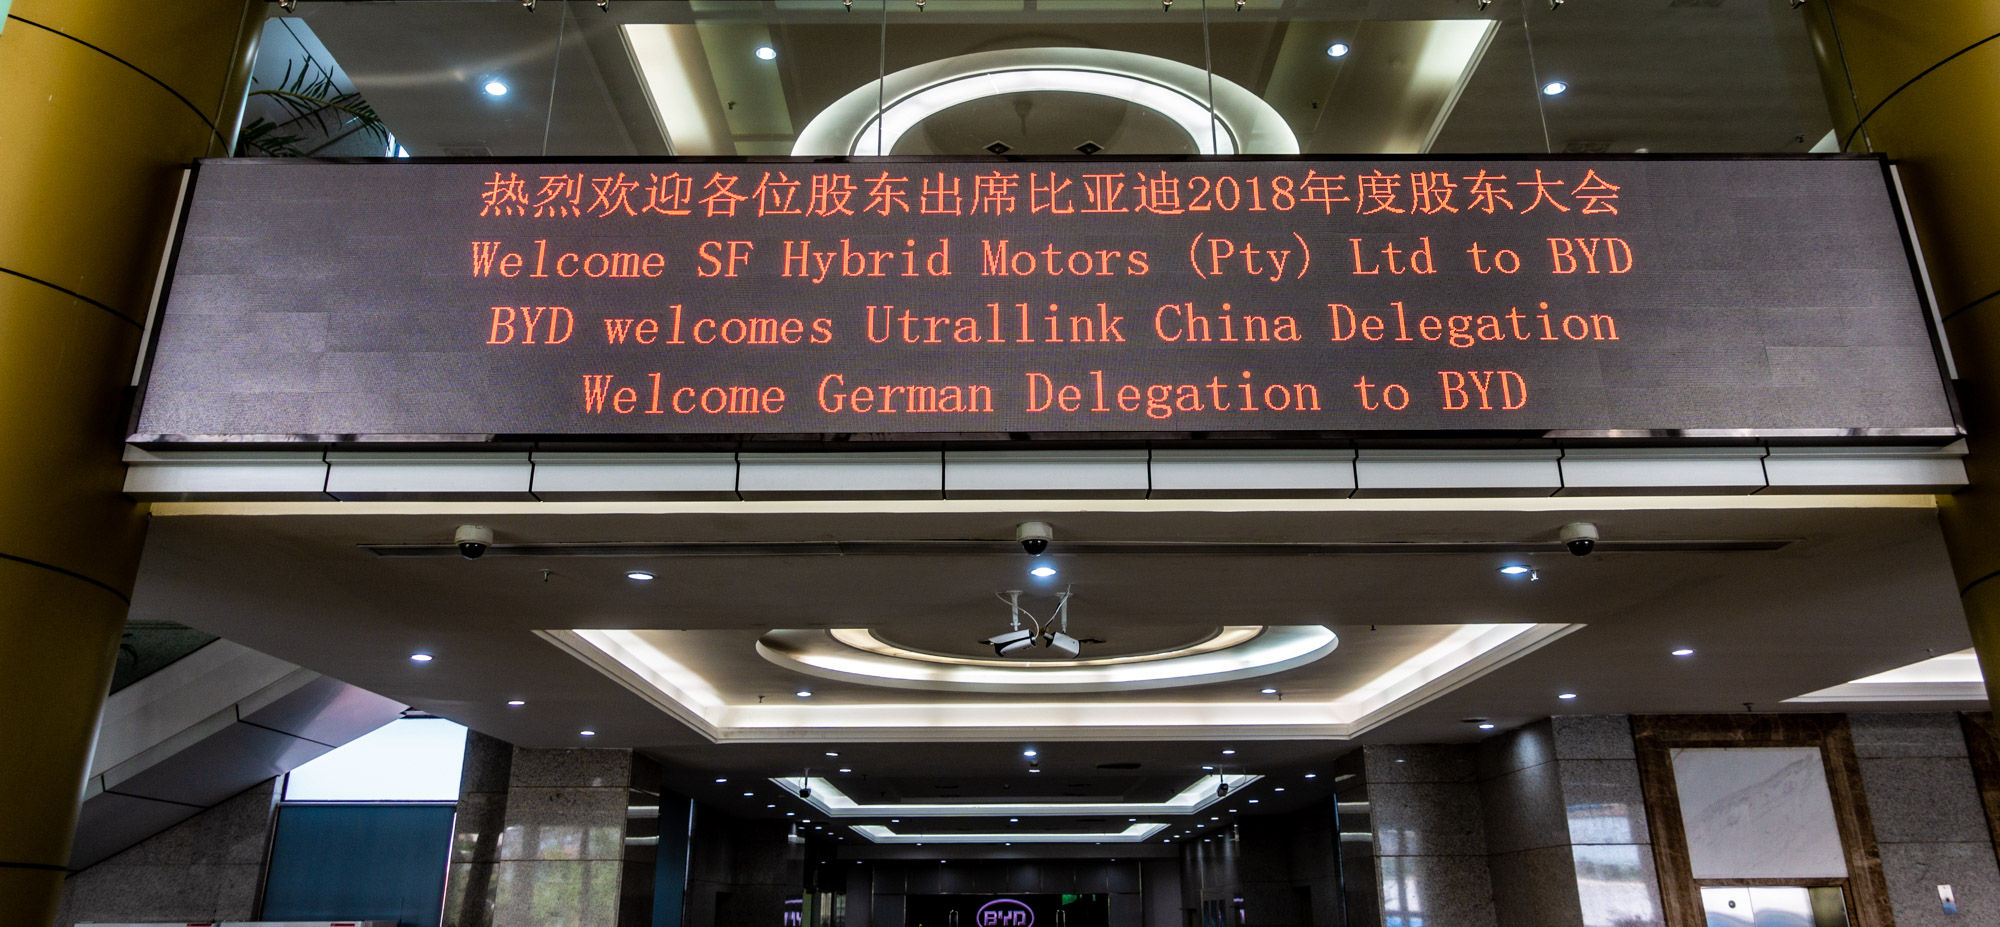 热烈欢迎各位股东出席比亚迪2018年度股东大会
Welcome SF Hybrid Motors (Pty) Ltd to BYD
BYD welcomes Utrallink China Delegation
Welcome German Delegation to BYD
BYD